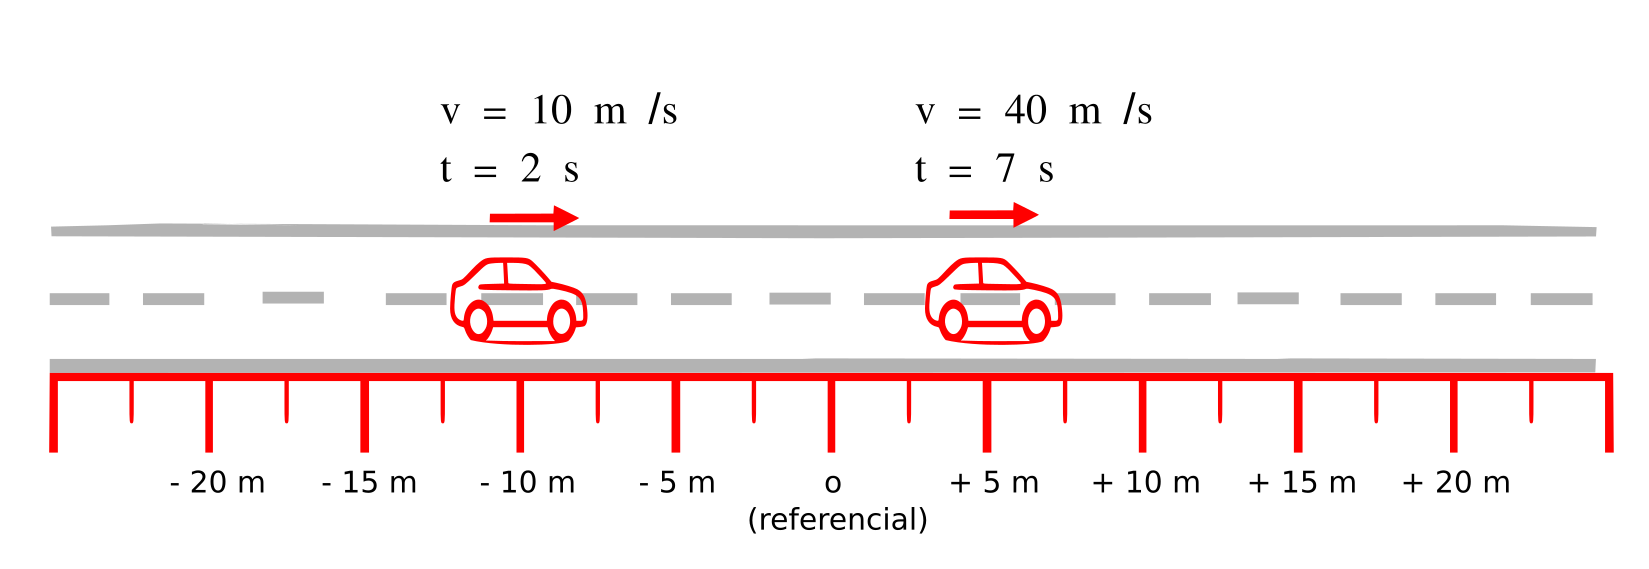 v = 10 m /s
t = 2 s
v = 40 m /s
t = 7 s
- 20 m - 15 m - 10 m - 5 m o + 5 m + 10 m + 15 m + 20 m
(referencial)